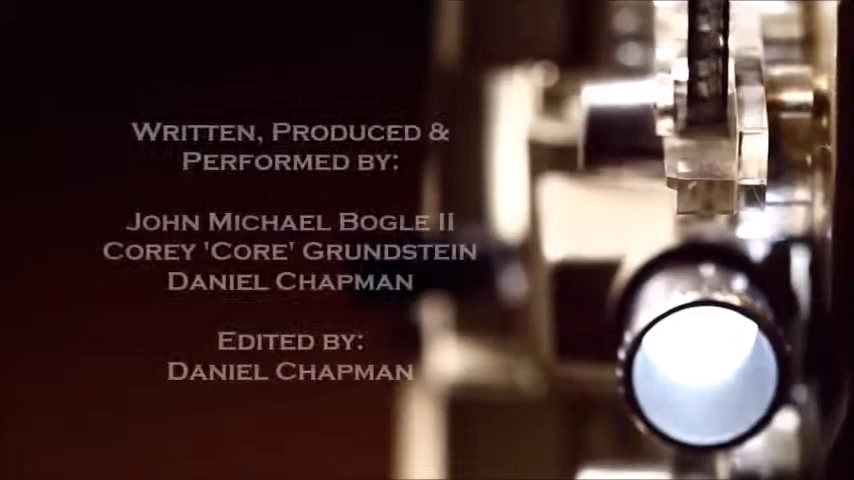 WRITTEN, PRODUCED &
PERFORMED BY:
JOHN MICHAEL BOGLE II
COREY 'CORE' GRUNDSTEIN
DANIEL CHAPMAN
EDITED BY:
DANIEL CHAPMAN